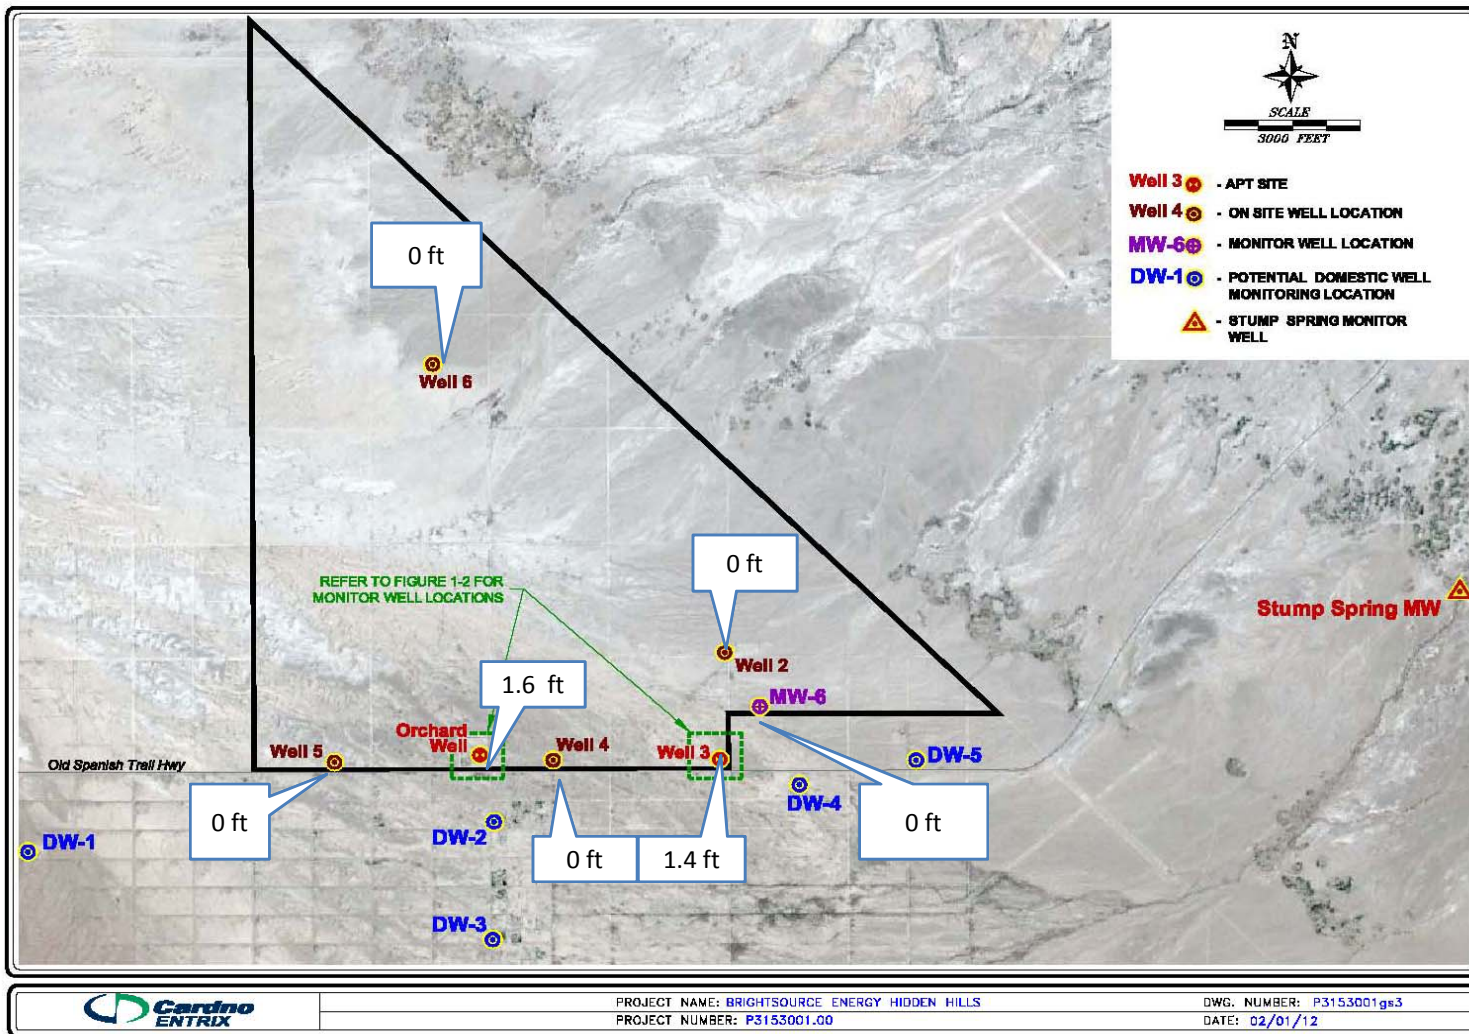 N
SCALE
3000 FEET
Well 3 - APT SITE
Well 4 - ON SITE WELL LOCATION
MW-6 - MONITOR WELL LOCATION
DW-1 - POTENTIAL DOMESTIC WELL
MONITORING LOCATION
- STUMP SPRING MONITOR
WELL
0 ft
Well 6
0 ft
REFER TO FIGURE 1-2 FOR
MONITOR WELL LOCATIONS
Stump Spring MW
Well 2
1.6 ft
MW-6
Orchard
Well
Well 5
Well 4
Well 3
DW-5
Old Spanish Trail Hwy
DW-4
0 ft
0 ft
DW-2
DW-1
0 ft
1.4 ft
DW-3
Cardno
ENTRIX
PROJECT NAME: BRIGHTSOURCE ENERGY HIDDEN HILLS
PROJECT NUMBER: P3153001.00
DWG. NUMBER: P3153001gs3
DATE: 02/01/12